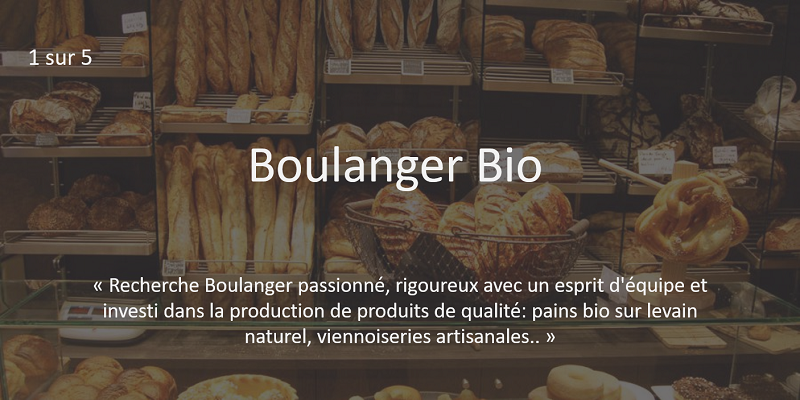 1 sur 5
Boulanger Bio
« Recherche Boulanger passionné, rigoureux avec un esprit d'équipe et
investi dans la production de produits de qualité: pains bio sur levain
naturel, viennoiseries artisanales.. »